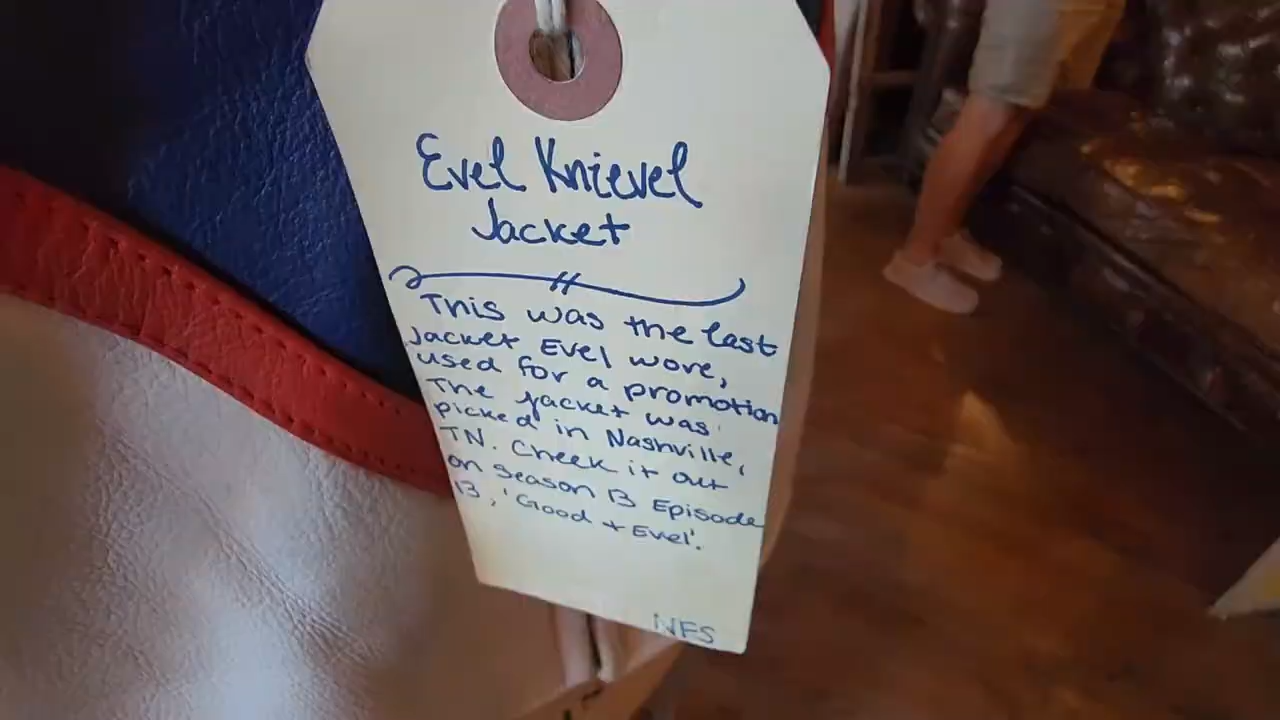 Evel Knievel
Jacket
This was the last
Jacket Evel wore,
used for a promotion
The jacket was
picked in Nashville,
TN. Check it out
on Season 13 Episode
13, 'Good + Evel'.
NFS